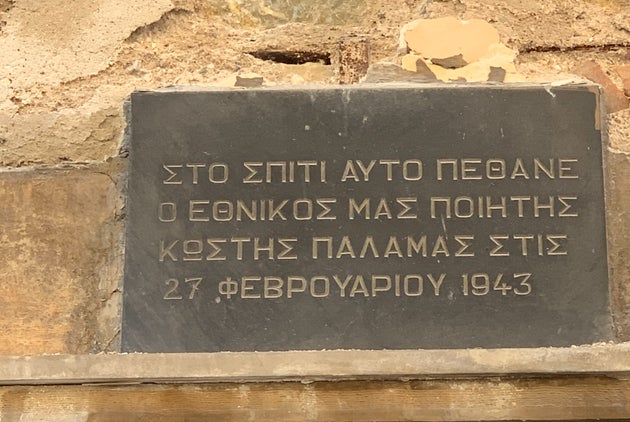 ΣΤΟ ΣΠΙΤΙ ΑΥΤΟ ΠΕΘΑΝΕ
Ο ΕΘΝΙΚΟΣ ΜΑΣ ΠΟΙΗΤΗΣ
ΚΩΣΤΗΣ ΠΑΛΑΜΑΣ ΣΤΙΣ
27 ΦΕΒΡΟΥΑΡΙΟΥ 1943